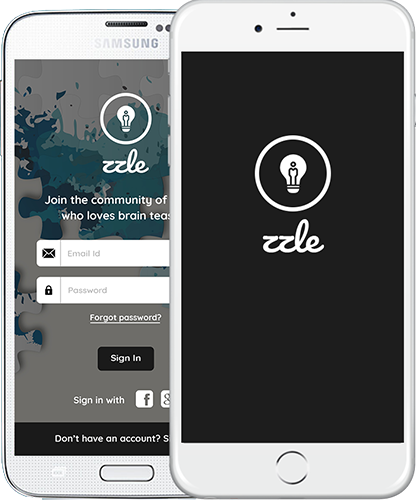 SAMSUNG
zzle
Join the community of
who loves brain teas
Email Id
Password
Forgot password?
Sign In
Sign in with
f
g
Don't have an account? S
zzle